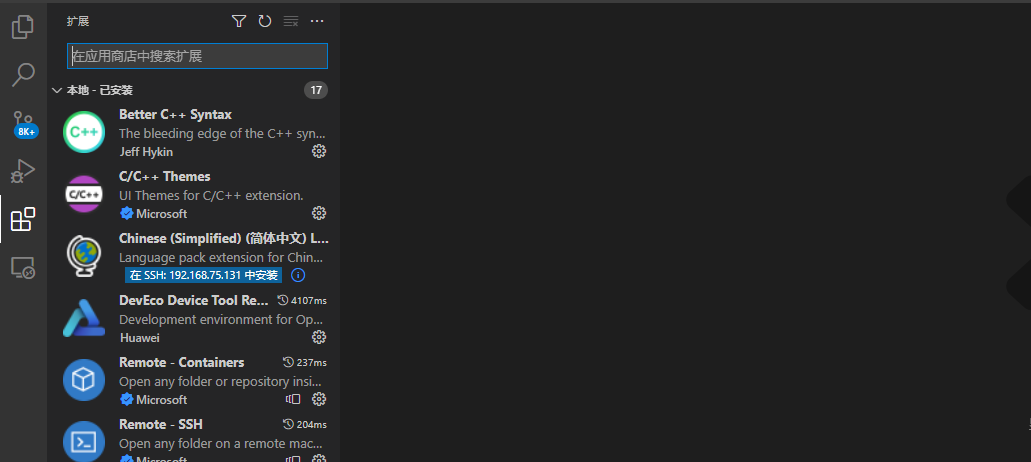 扩展
在应用商店中搜索扩展
本地 - 已安装 17
8K+
C++
Better C++ Syntax
The bleeding edge of the C++ syn...
Jeff Hykin
C/C++
C/C++ Themes
UI Themes for C/C++ extension.
Microsoft
Chinese (Simplified) (简体中文) L...
Language pack extension for Chin...
在 SSH: 192.168.75.131 中安装
DevEco Device Tool Re... 4107ms
Development environment for Op...
Huawei
Remote - Containers 237ms
Open any folder or repository insi...
Microsoft
Remote - SSH 204ms
Open any folder on a remote mac...
Microsoft